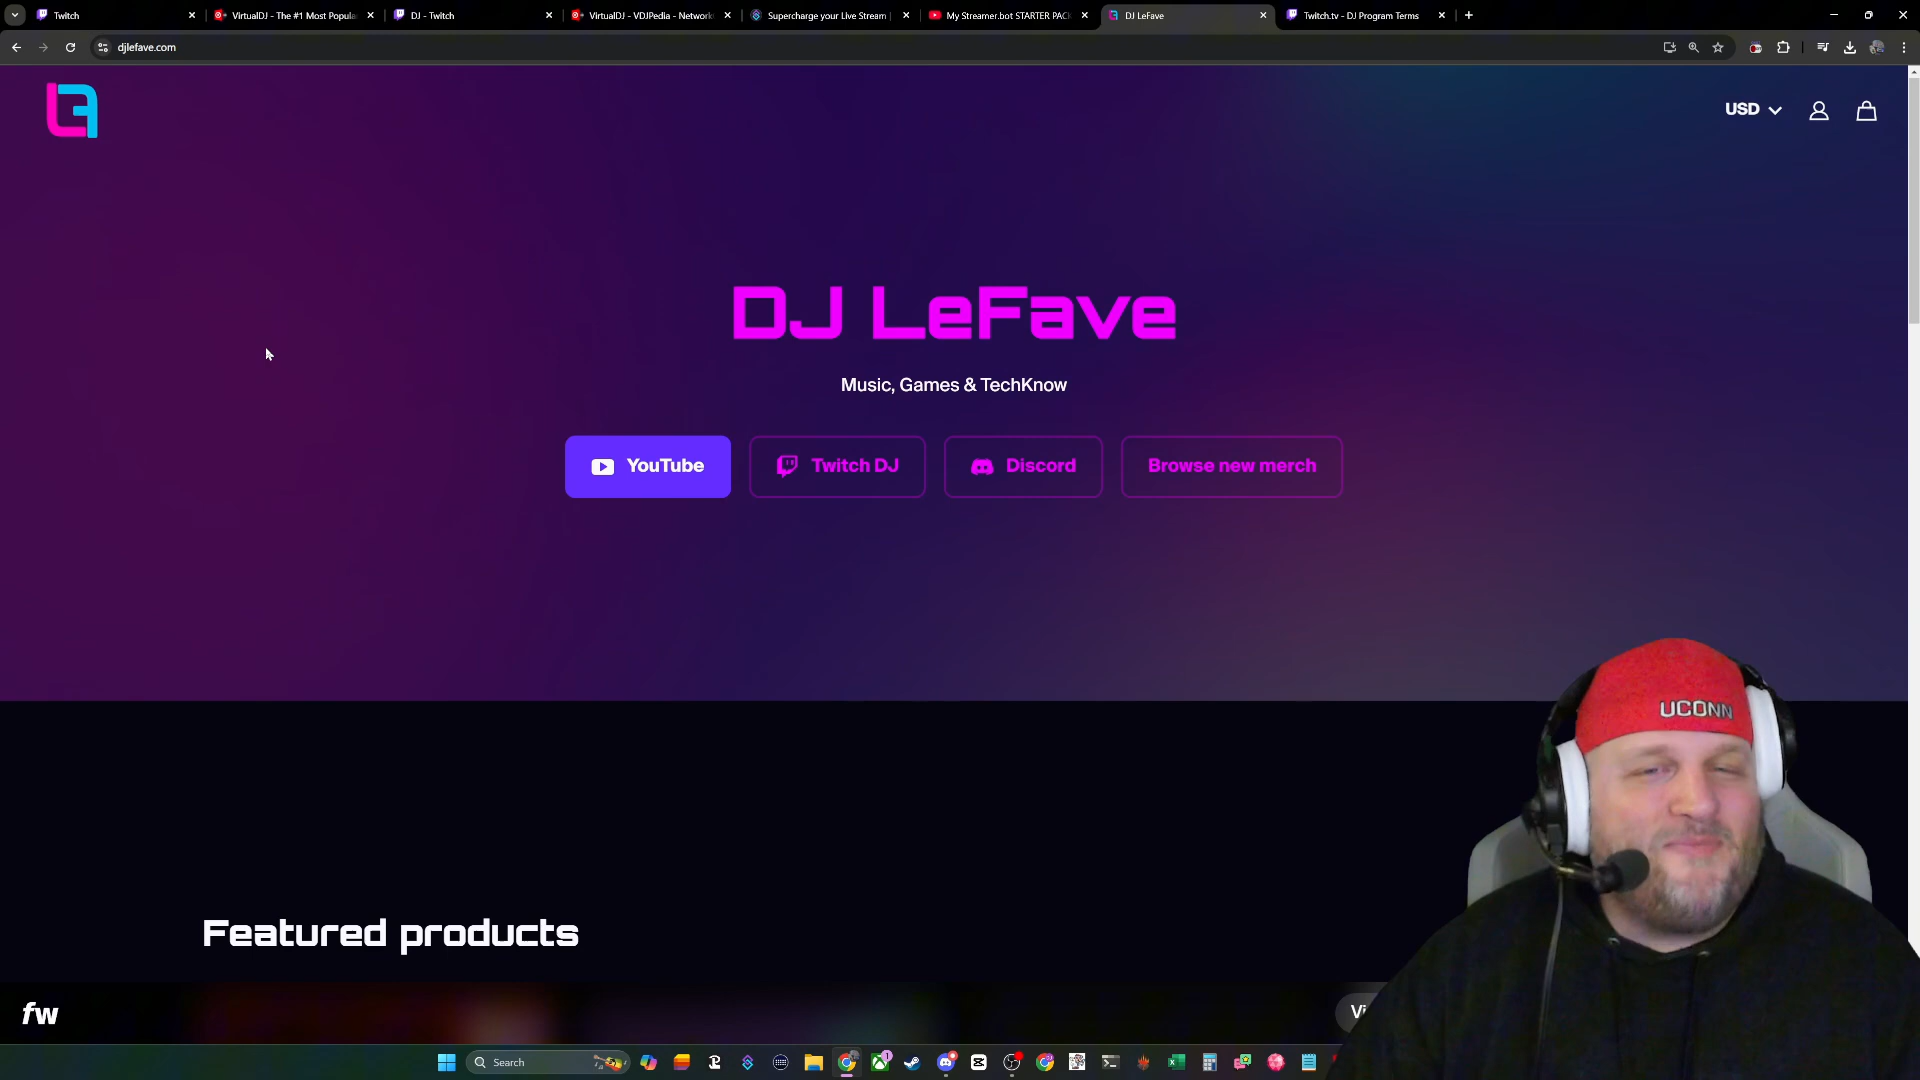 Twitch
VirtualDJ - The #1 Most Popula
DJ - Twitch
VirtualDJ - VDJPedia - Network
Supercharge your Live Stream |
My Streamer.bot STARTER PACK
DJ LeFave
Twitch.tv - DJ Program Terms
djlefave.com
USD
DJ LeFave
Music, Games & TechKnow
YouTube
Twitch DJ
Discord
Browse new merch
UCONN
Featured products
fw
Vi
Search